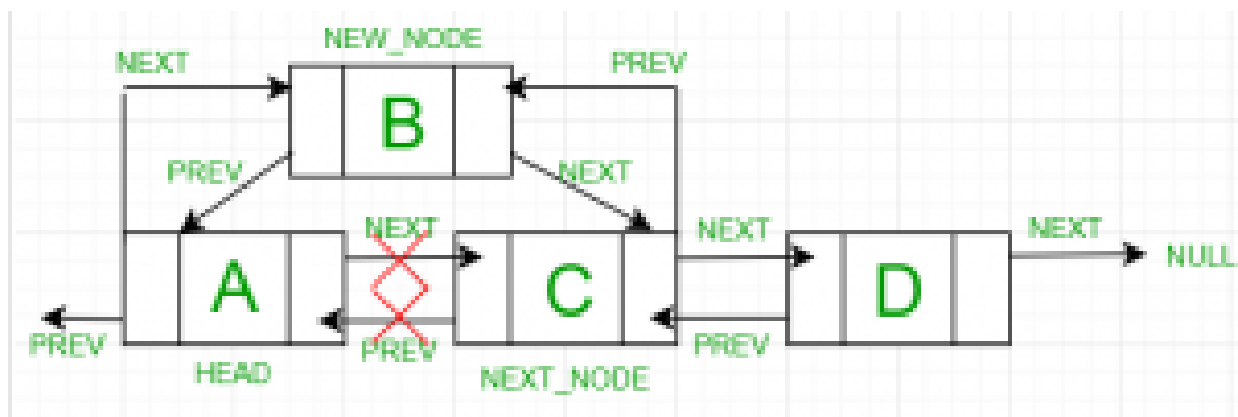 NEW_NODE
NEXT
PREV
B
PREV
NEXT
NEXT
NEXT
NEXT
A
C
D
NULL
PREV
PREV
PREV
HEAD
NEXT_NODE